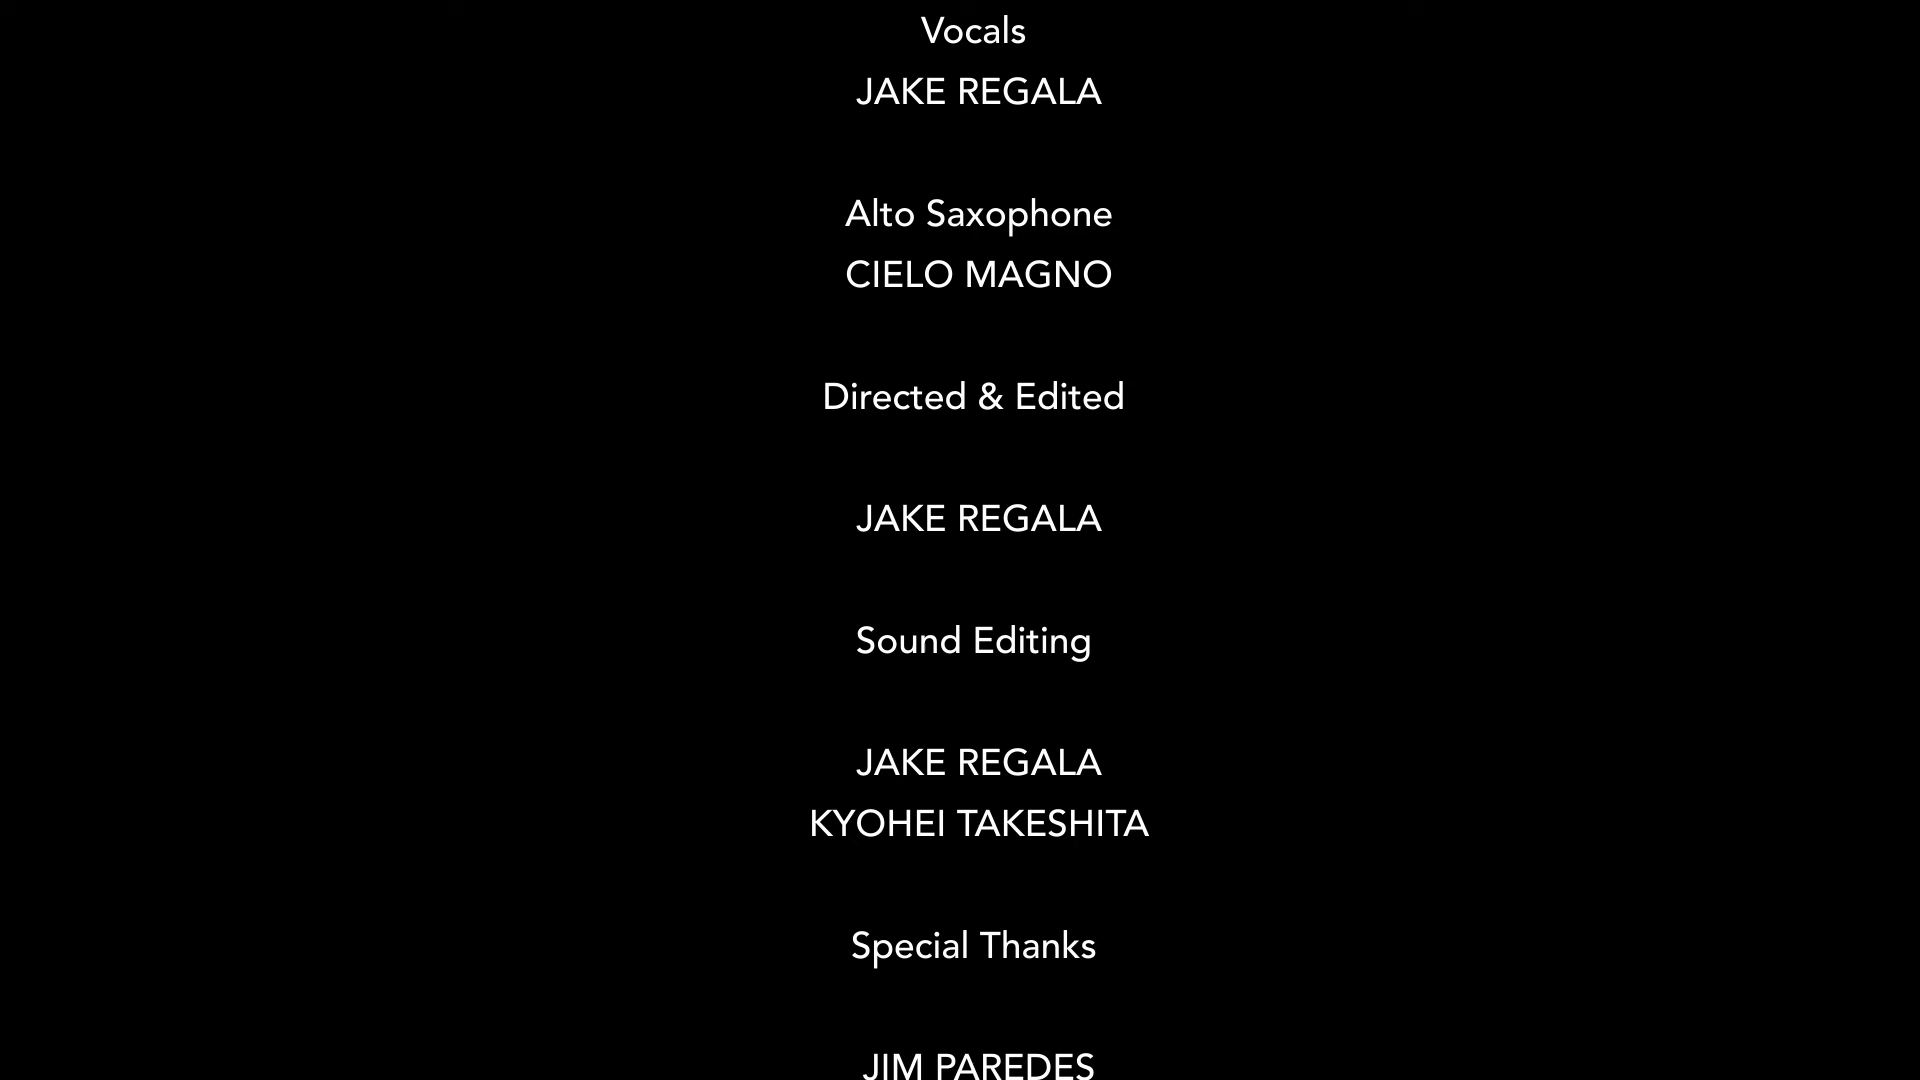 Vocals
JAKE REGALA
Alto Saxophone
CIELO MAGNO
Directed & Edited
JAKE REGALA
Sound Editing
JAKE REGALA
KYOHEI TAKESHITA
Special Thanks
JIM PAREDES